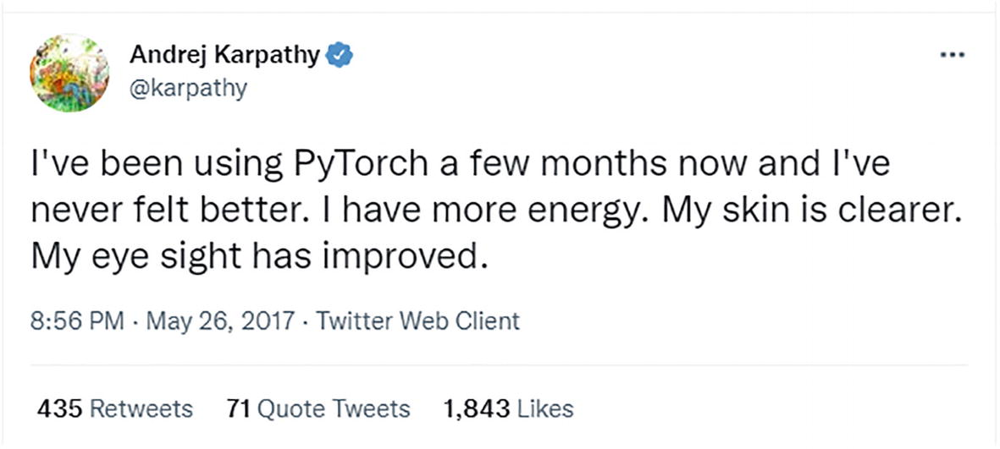 Andrej Karpathy
@karpathy
I've been using PyTorch a few months now and I've
never felt better. I have more energy. My skin is clearer.
My eye sight has improved.
8:56 PM · May 26, 2017 · Twitter Web Client
435 Retweets 71 Quote Tweets 1,843 Likes